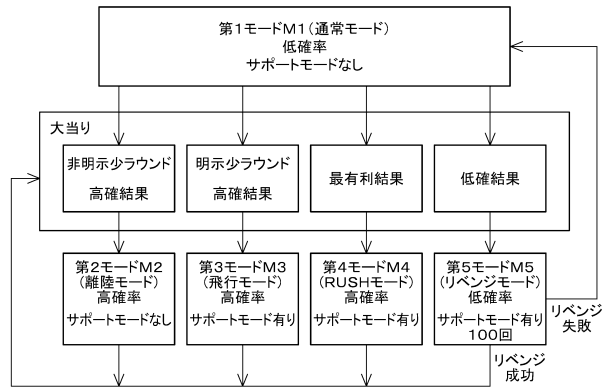 第１モードＭ１（通常モード）
低確率
サポートモードなし
大当り
非明示少ラウンド
高確結果
明示少ラウンド
高確結果
最有利結果
低確結果
第２モードＭ２
（離陸モード）
高確率
サポートモードなし
第３モードＭ３
（飛行モード）
高確率
サポートモード有り
第４モードＭ４
（ＲＵＳＨモード）
高確率
サポートモード有り
第５モードＭ５
（リベンジモード）
低確率
サポートモード有り
１００回
リベンジ
失敗
リベンジ
成功